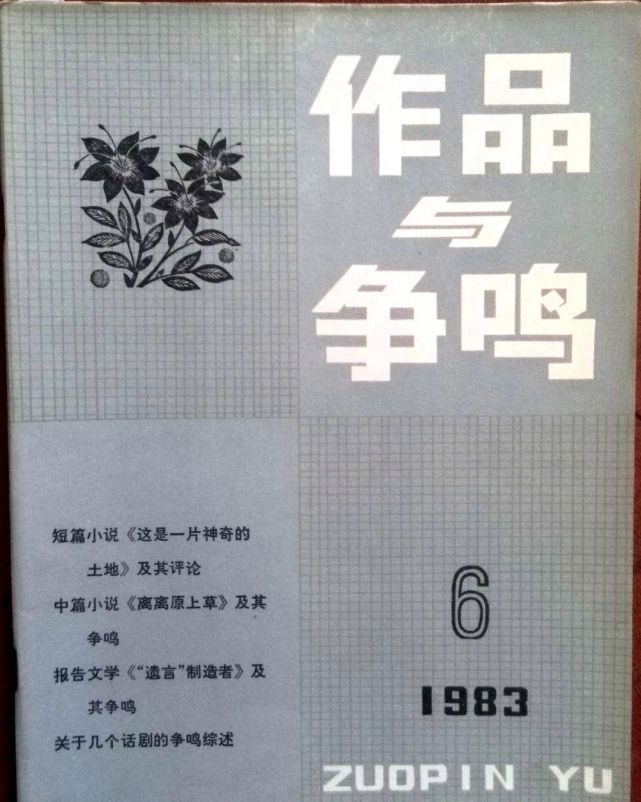 作品
与
争鸣
短篇小说《这是一片神奇的
土地》及其评论
中篇小说《离离原上草》及其
争鸣
报告文学《“遗言”制造者》及
其争鸣
关于几个话剧的争鸣综述
6
1983
ZUOPIN YU